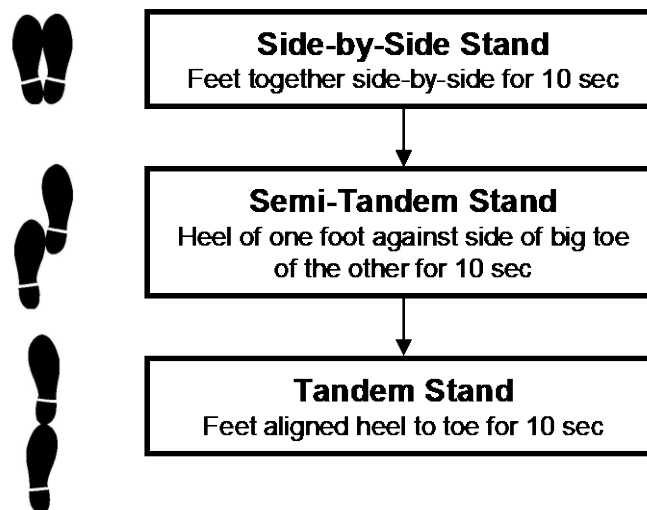 Side-by-Side Stand
Feet together side-by-side for 10 sec
Semi-Tandem Stand
Heel of one foot against side of big toe
of the other for 10 sec
Tandem Stand
Feet aligned heel to toe for 10 sec